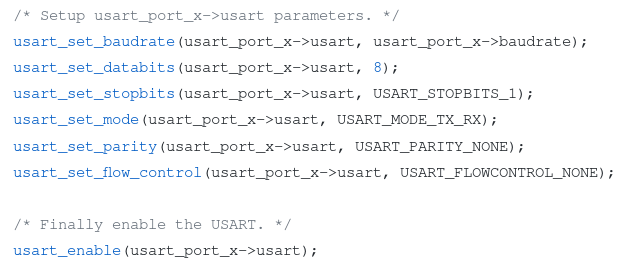 /* Setup usart_port_x->usart parameters. */
usart_set_baudrate(usart_port_x->usart, usart_port_x->baudrate);
usart_set_databits(usart_port_x->usart, 8);
usart_set_stopbits(usart_port_x->usart, USART_STOPBITS_1);
usart_set_mode(usart_port_x->usart, USART_MODE_TX_RX);
usart_set_parity(usart_port_x->usart, USART_PARITY_NONE);
usart_set_flow_control(usart_port_x->usart, USART_FLOWCONTROL_NONE);
/* Finally enable the USART. */
usart_enable(usart_port_x->usart);